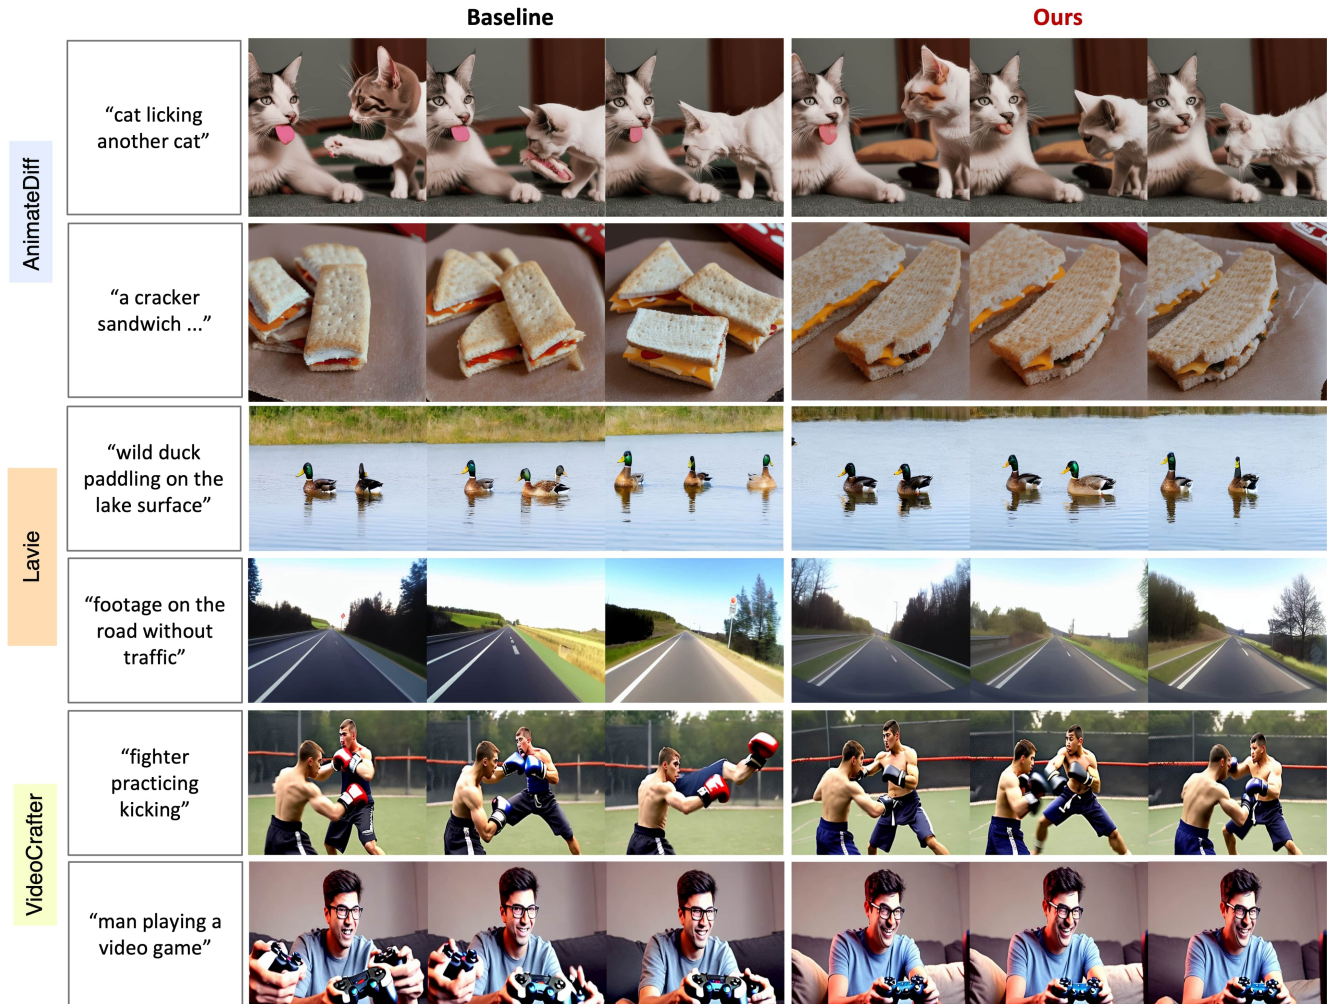 Baseline
Ours
AnimateDiff
“cat licking
another cat”
“a cracker
sandwich ...”
Lavie
“wild duck
paddling on the
lake surface”
“footage on the
road without
traffic”
VideoCrafter
“fighter
practicing
kicking”
“man playing a
video game”